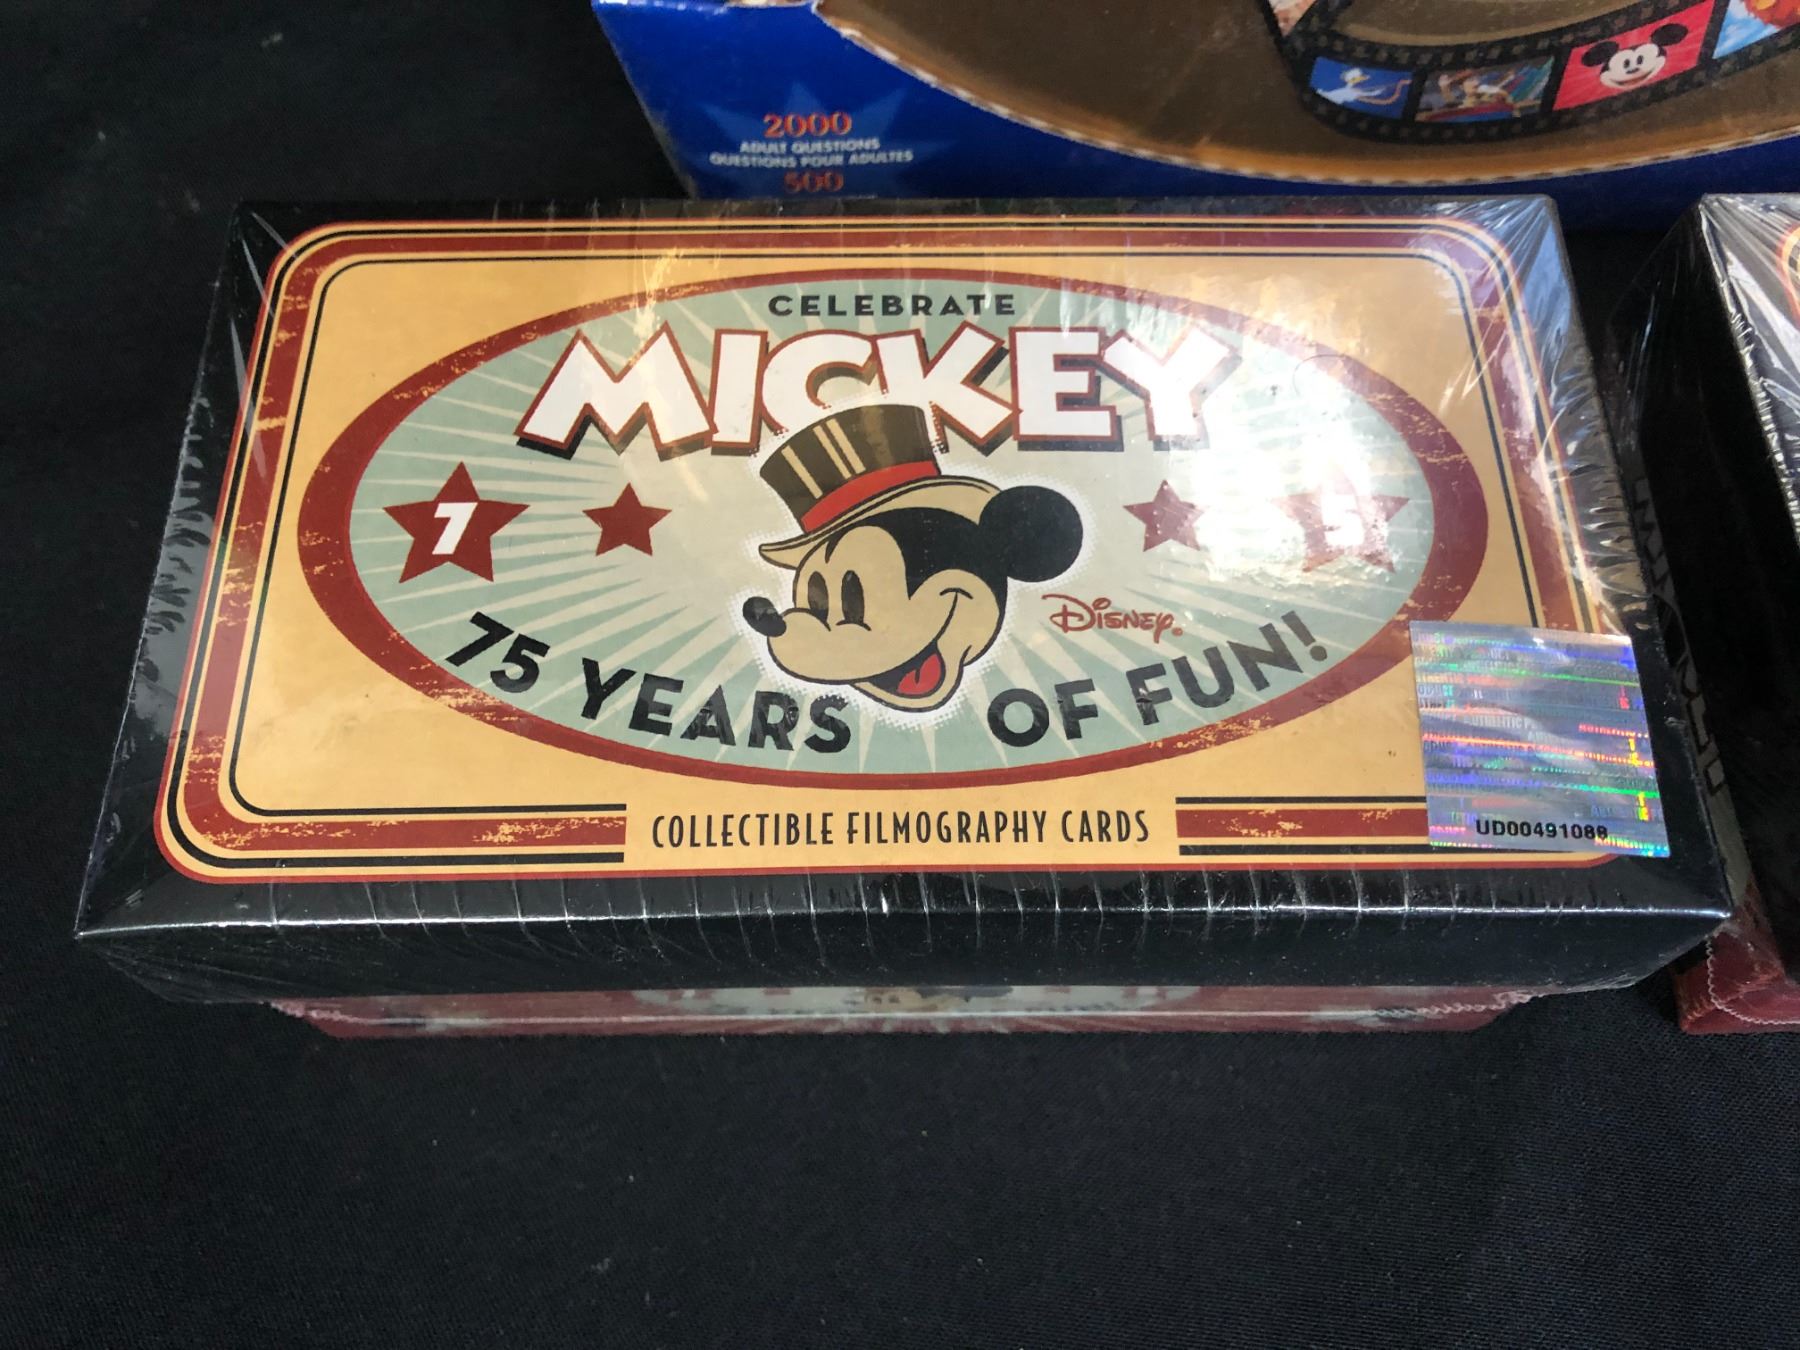 2000
ADULT QUESTIONS
QUESTIONS POUR ADULTES
500
CELEBRATE
MICKEY
7 5
Disney
75 YEARS OF FUN!
COLLECTIBLE FILMOGRAPHY CARDS
UD00491088